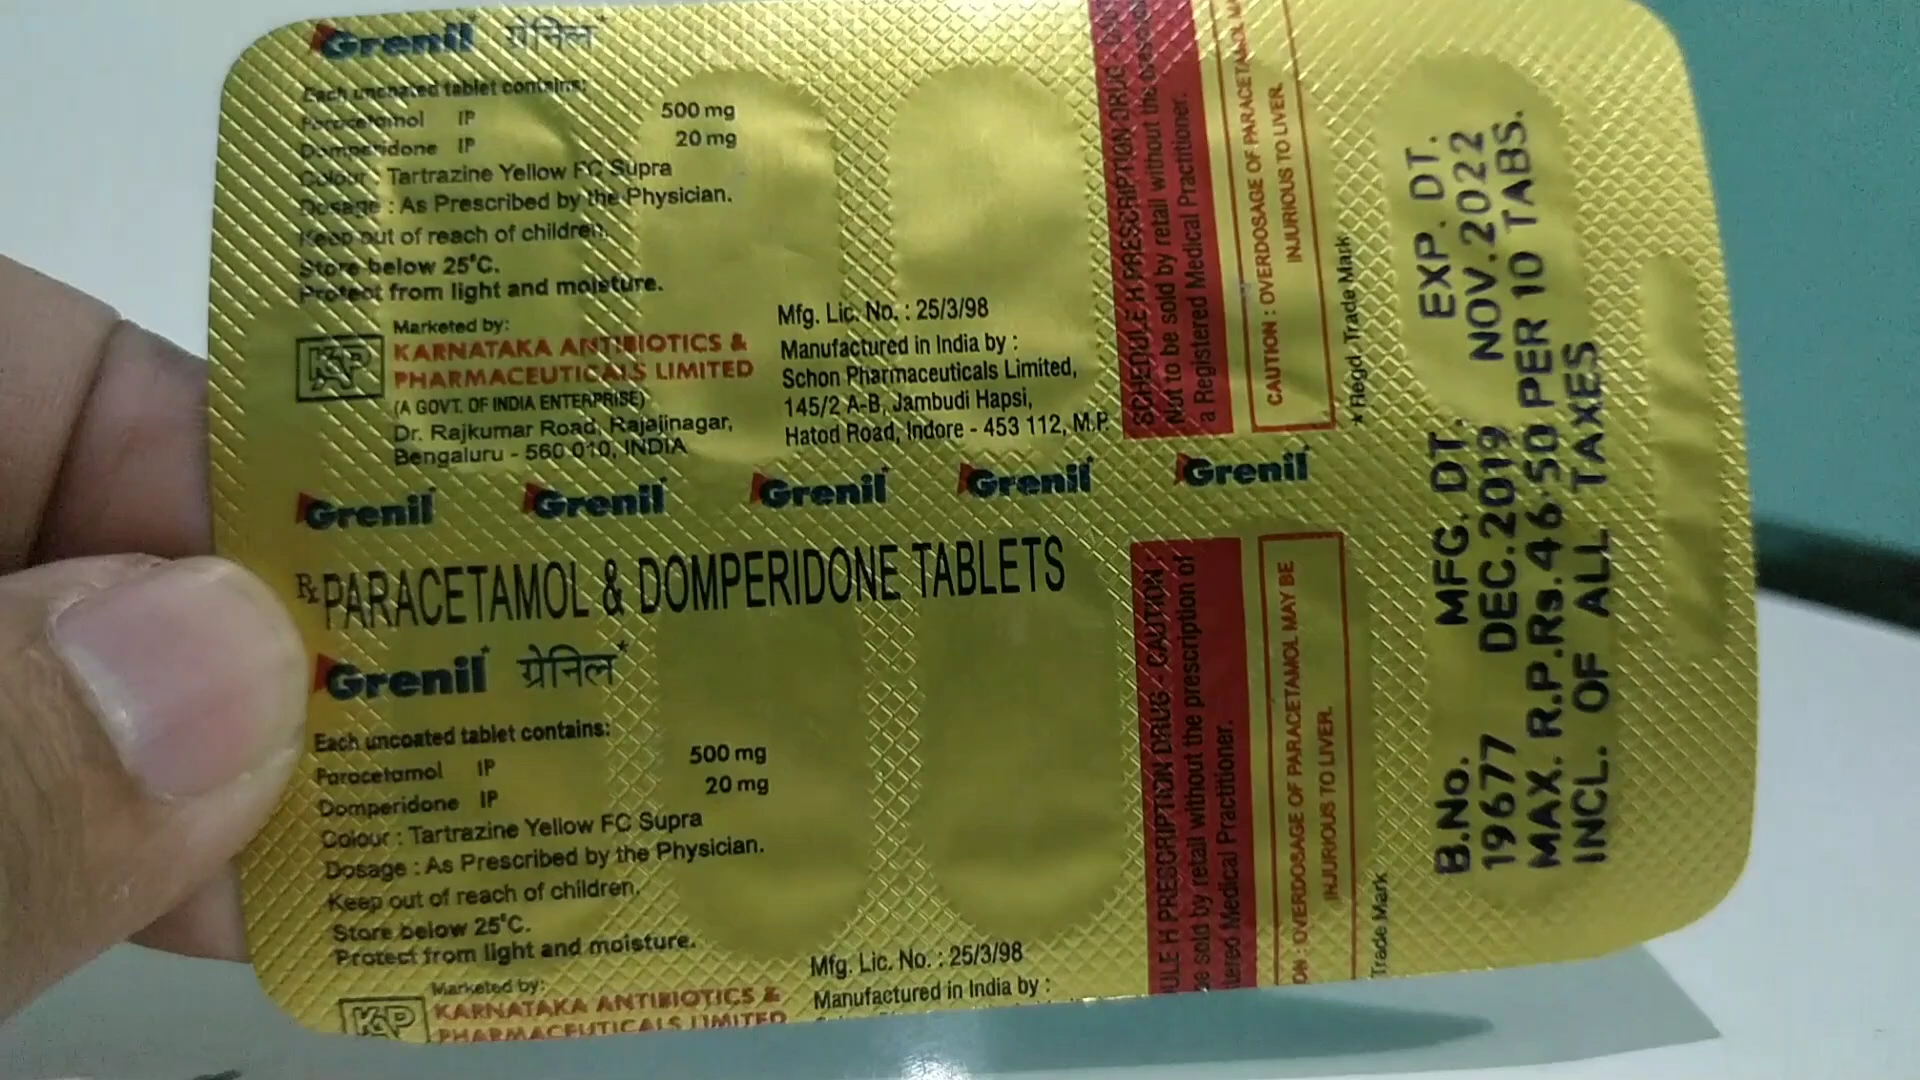 Grenil ग्रेनिल*
Each uncoated tablet contains:
Paracetamol IP 500 mg
Domperidone IP 20 mg
Colour : Tartrazine Yellow FC Supra
Dosage : As Prescribed by the Physician.
Keep out of reach of children.
Store below 25°C.
Protect from light and moisture.
Marketed by:
KAP
KARNATAKA ANTIBIOTICS &
PHARMACEUTICALS LIMITED
(A GOVT. OF INDIA ENTERPRISE)
Dr. Rajkumar Road, Rajajinagar,
Bengaluru - 560 010, INDIA
Mfg. Lic. No. : 25/3/98
Manufactured in India by :
Schon Pharmaceuticals Limited,
145/2 A-B, Jambudi Hapsi,
Hatod Road, Indore - 453 112, M.P.
SCHEDULE H PRESCRIPTION DRUG -
Not to be sold by retail without the
a Registered Medical Practitioner.
CAUTION : OVERDOSAGE OF PARACETAMOL
INJURIOUS TO LIVER.
* Regd Trade Mark
Grenil* Grenil* Grenil* Grenil* Grenil*
Rx PARACETAMOL & DOMPERIDONE TABLETS
Grenil* ग्रेनिल*
Each uncoated tablet contains:
Paracetamol IP 500 mg
Domperidone IP 20 mg
Colour : Tartrazine Yellow FC Supra
Dosage : As Prescribed by the Physician.
Keep out of reach of children.
Store below 25°C.
Protect from light and moisture.
Marketed by:
KAP
KARNATAKA ANTIBIOTICS &
PHARMACEUTICALS LIMITED
Mfg. Lic. No. : 25/3/98
Manufactured in India by :
ULE H PRESCRIPTION DRUG - CAUTION
be sold by retail without the prescription of
tered Medical Practitioner.
ON : OVERDOSAGE OF PARACETAMOL MAY BE
INJURIOUS TO LIVER.
Trade Mark
B.No. MFG. DT. EXP. DT.
19677 DEC.2019 NOV.2022
MAX. R.P.Rs.46.50 PER 10 TABS.
INCL. OF ALL TAXES